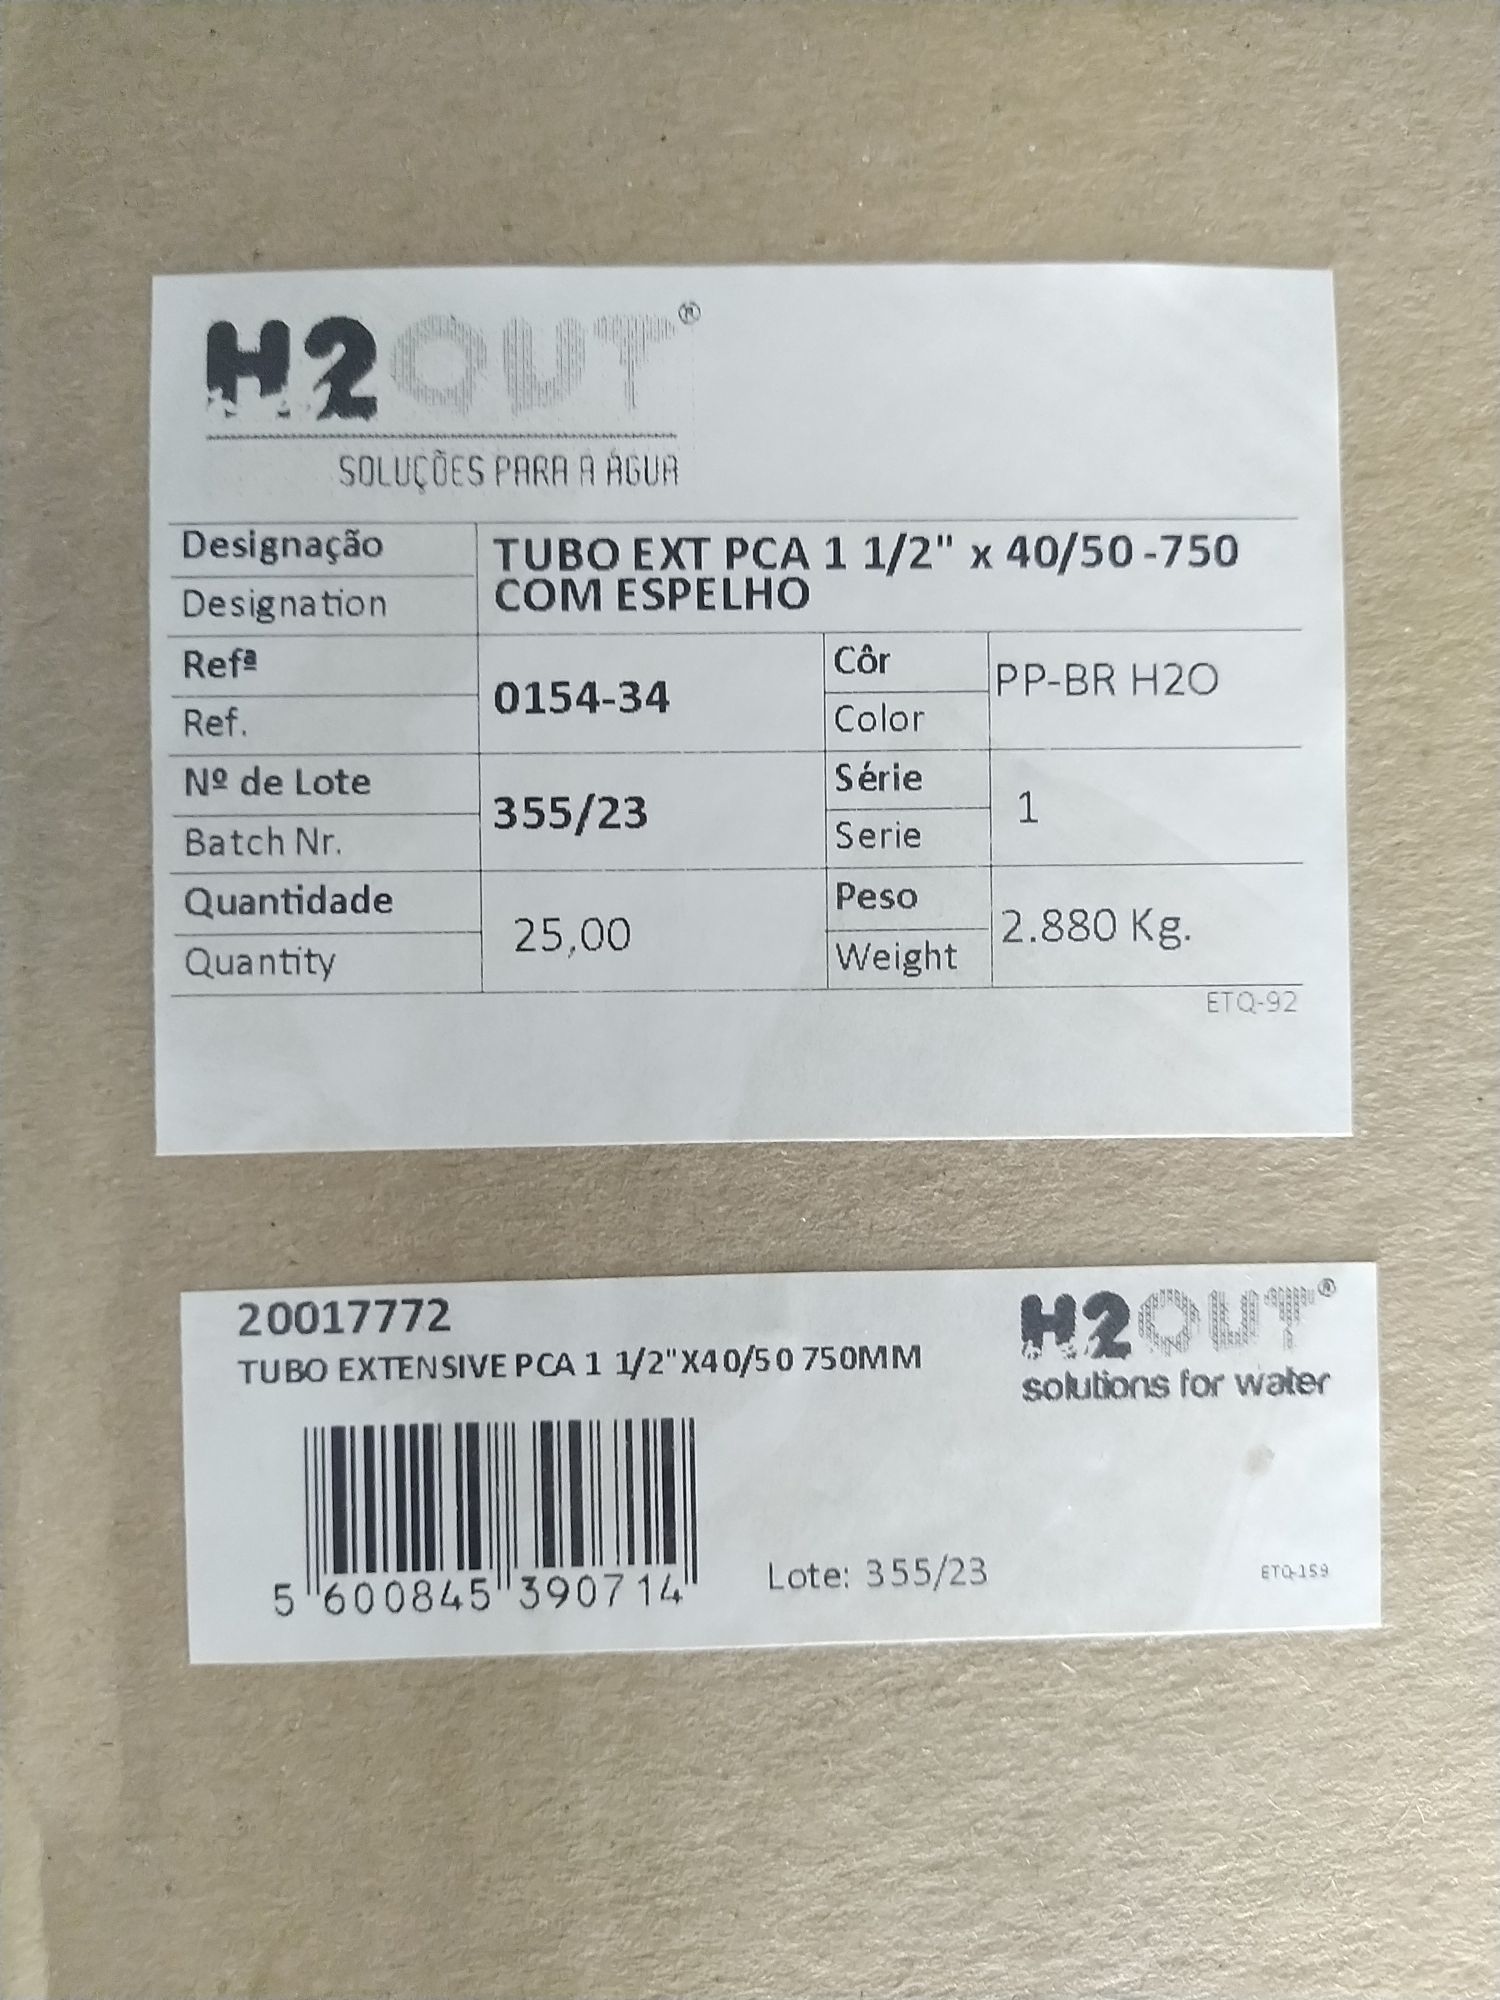 H2OUT®
SOLUÇÕES PARA A ÁGUA
Designação
Designation
TUBO EXT PCA 1 1/2" x 40/50 -750
COM ESPELHO
Refª
Ref.
0154-34
Côr
Color
PP-BR H2O
Nº de Lote
Batch Nr.
355/23
Série
Serie
1
Quantidade
Quantity
25,00
Peso
Weight
2.880 Kg.
ETQ-92
20017772
TUBO EXTENSIVE PCA 1 1/2"X40/50 750MM
H2OUT®
solutions for water
5 600845 390714
Lote: 355/23
ETQ-159